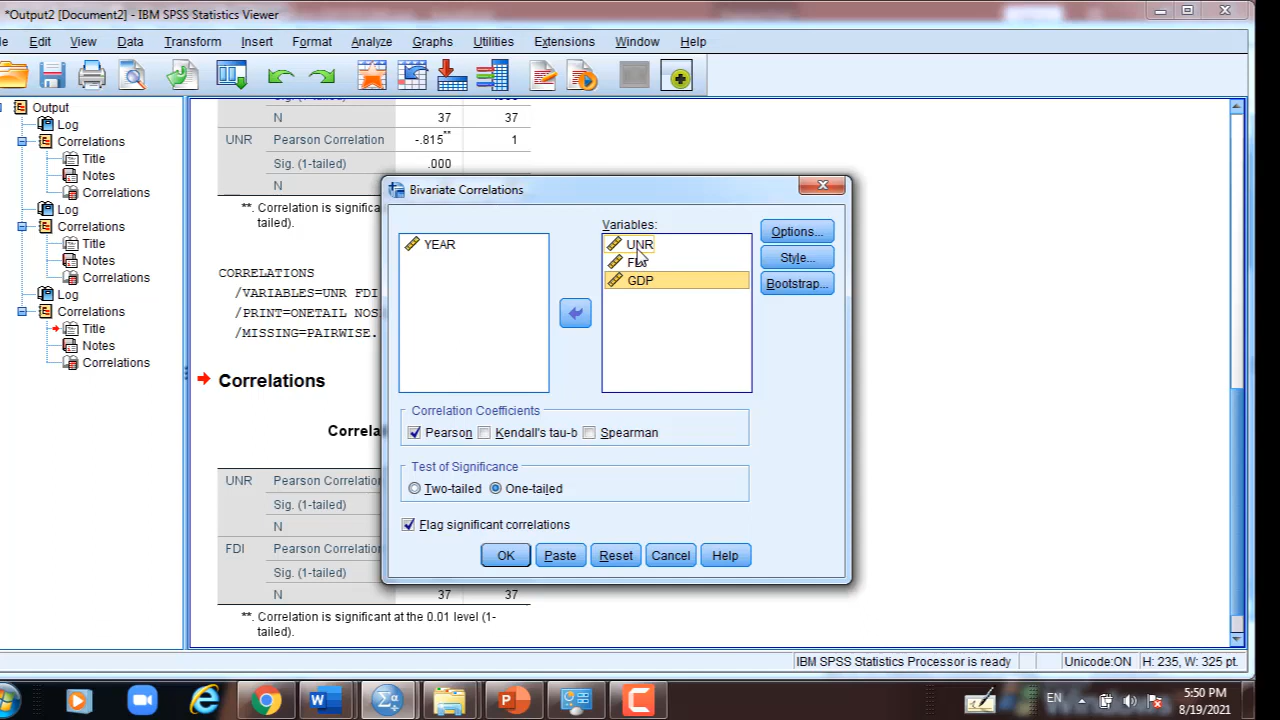 *Output2 [Document2] - IBM SPSS Statistics Viewer
Edit View Data Transform Insert Format Analyze Graphs Utilities Extensions Window Help
Output
Log
Correlations
Title
Notes
Correlations
Log
Correlations
Title
Notes
Correlations
Log
Correlations
Title
Notes
Correlations
Sig. (1-tailed)
N 37 37
UNR Pearson Correlation -.815** 1
Sig. (1-tailed) .000
N
**. Correlation is significa
tailed).
CORRELATIONS
/VARIABLES=UNR FDI
/PRINT=ONETAIL NOS
/MISSING=PAIRWISE.
Correlations
Correla
UNR Pearson Correlation
Sig. (1-tailed)
N
FDI Pearson Correlation
Sig. (1-tailed)
N 37 37
**. Correlation is significant at the 0.01 level (1-
tailed).
Bivariate Correlations
YEAR
Variables:
UNR
GDP
Options...
Style...
Bootstrap...
Correlation Coefficients
Pearson Kendall's tau-b Spearman
Test of Significance
Two-tailed One-tailed
Flag significant correlations
OK Paste Reset Cancel Help
IBM SPSS Statistics Processor is ready Unicode:ON H: 235, W: 325 pt.
EN
5:50 PM
8/19/2021